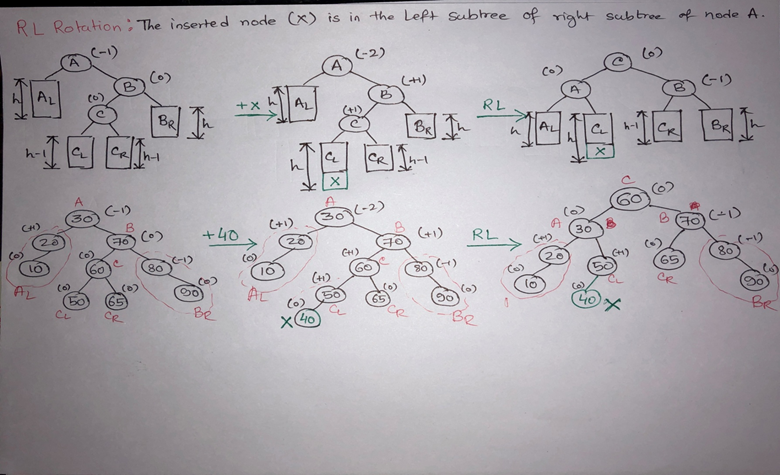 RL Rotation: The inserted node (X) is in the Left subtree of right subtree of node A.
A (-1) A (-2) C (0)
B (0) B (+1) (0) A B (-1)
h AL (0) C BR h +X h AL (+1) C BR h RL h AL h CL h-1 CR BR h
h-1 CL CR h-1 h CL CR h-1 X
X
A A C
30 (-1) 30 (-2) 60 (0)
(+1) 20 B 70 (0) +40 (+1) 20 B 70 (+1) RL (0) A 30 B B 70 (-1)
(0) 10 (0) 60 C 80 (-1) (0) 10 60 C 80 (-1) (+1) 20 50 (+1) (0) 65 80 (-1)
AL (0) 50 (0) 65 90 (0) AL (+1) 50 (0) 65 90 (0) (0) 10 CL CR 90 (0)
CL CR BR (0) X 40 CL CR BR (0) 40 X BR